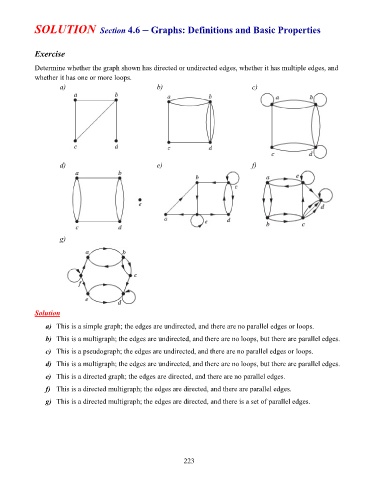 SOLUTION Section 4.6 – Graphs: Definitions and Basic Properties
Exercise
Determine whether the graph shown has directed or undirected edges, whether it has multiple edges, and
whether it has one or more loops.
a) b) c)
a b a b a b
c d c d c d
d) e) f)
a b b a e
c
e d
a e d b c
c d
g)
a b
c
f
e d
Solution
a) This is a simple graph; the edges are undirected, and there are no parallel edges or loops.
b) This is a multigraph; the edges are undirected, and there are no loops, but there are parallel edges.
c) This is a pseudograph; the edges are undirected, and there are no parallel edges or loops.
d) This is a multigraph; the edges are undirected, and there are no loops, but there are parallel edges.
e) This is a directed graph; the edges are directed, and there are no parallel edges.
f) This is a directed multigraph; the edges are directed, and there are parallel edges.
g) This is a directed multigraph; the edges are directed, and there is a set of parallel edges.
223